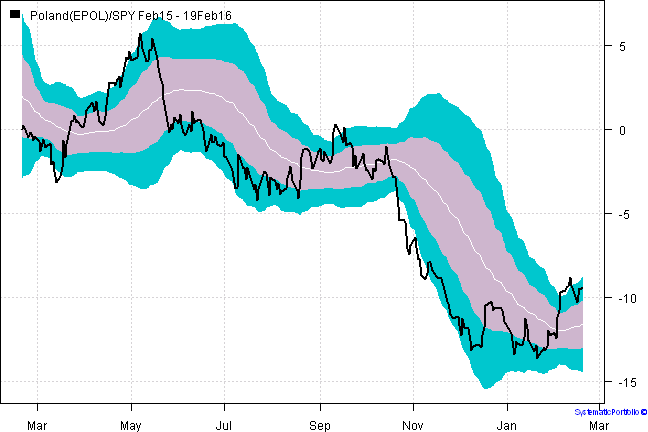 Poland(EPOL)/SPY Feb15 - 19Feb16
5
0
-5
-10
-15
Mar May Jul Sep Nov Jan Mar
SystematicPortfolio ©